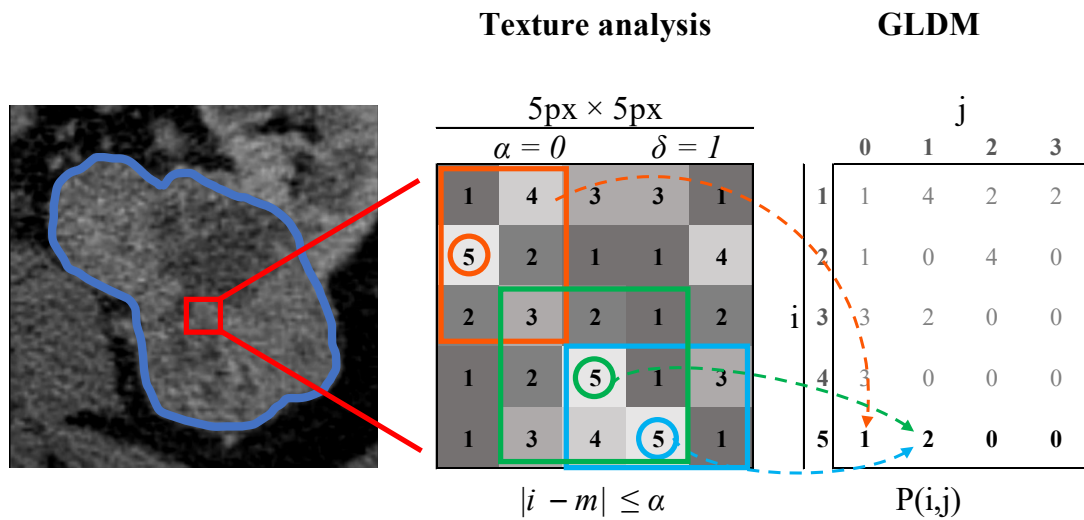 Texture analysis GLDM
5px × 5px j
α = 0 δ = 1 0 1 2 3
1 4 3 3 1 1 1 4 2 2
5 2 1 1 4 2 1 0 4 0
2 3 2 1 2 i 3 3 2 0 0
1 2 5 1 3 4 3 0 0 0
1 3 4 5 1 5 1 2 0 0
|i − m| ≤ α P(i,j)